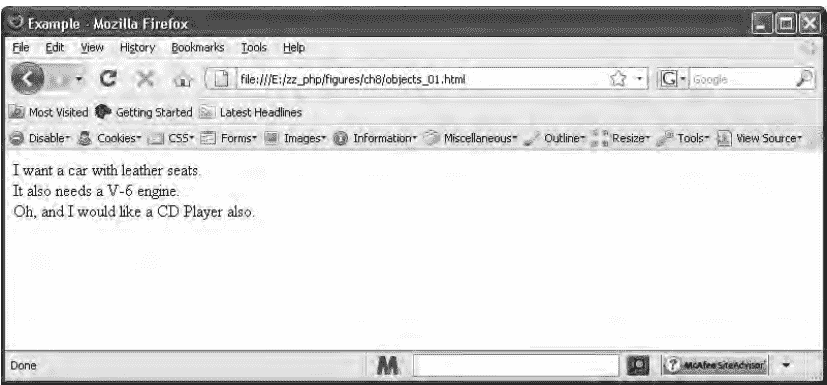 Example - Mozilla Firefox
File Edit View History Bookmarks Tools Help
file:///E:/zz_php/figures/ch8/objects_01.html
G Google
Most Visited Getting Started Latest Headlines
Disable Cookies CSS Forms Images Information Miscellaneous Outline Resize Tools View Source
I want a car with leather seats.
It also needs a V-6 engine.
Oh, and I would like a CD Player also.
Done M McAfee SiteAdvisor